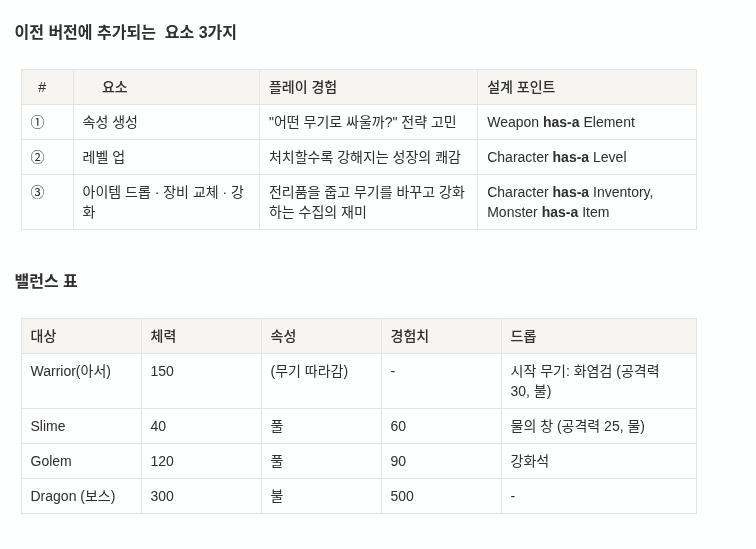 이전 버전에 추가되는  요소 3가지
# 요소 플레이 경험 설계 포인트
① 속성 생성 "어떤 무기로 싸울까?" 전략 고민 Weapon has-a Element
② 레벨 업 처치할수록 강해지는 성장의 쾌감 Character has-a Level
③ 아이템 드롭 · 장비 교체 · 강화 전리품을 줍고 무기를 바꾸고 강화하는 수집의 재미 Character has-a Inventory, Monster has-a Item
밸런스 표
대상 체력 속성 경험치 드롭
Warrior(아서) 150 (무기 따라감) - 시작 무기: 화염검 (공격력 30, 불)
Slime 40 풀 60 물의 창 (공격력 25, 물)
Golem 120 풀 90 강화석
Dragon (보스) 300 불 500 -